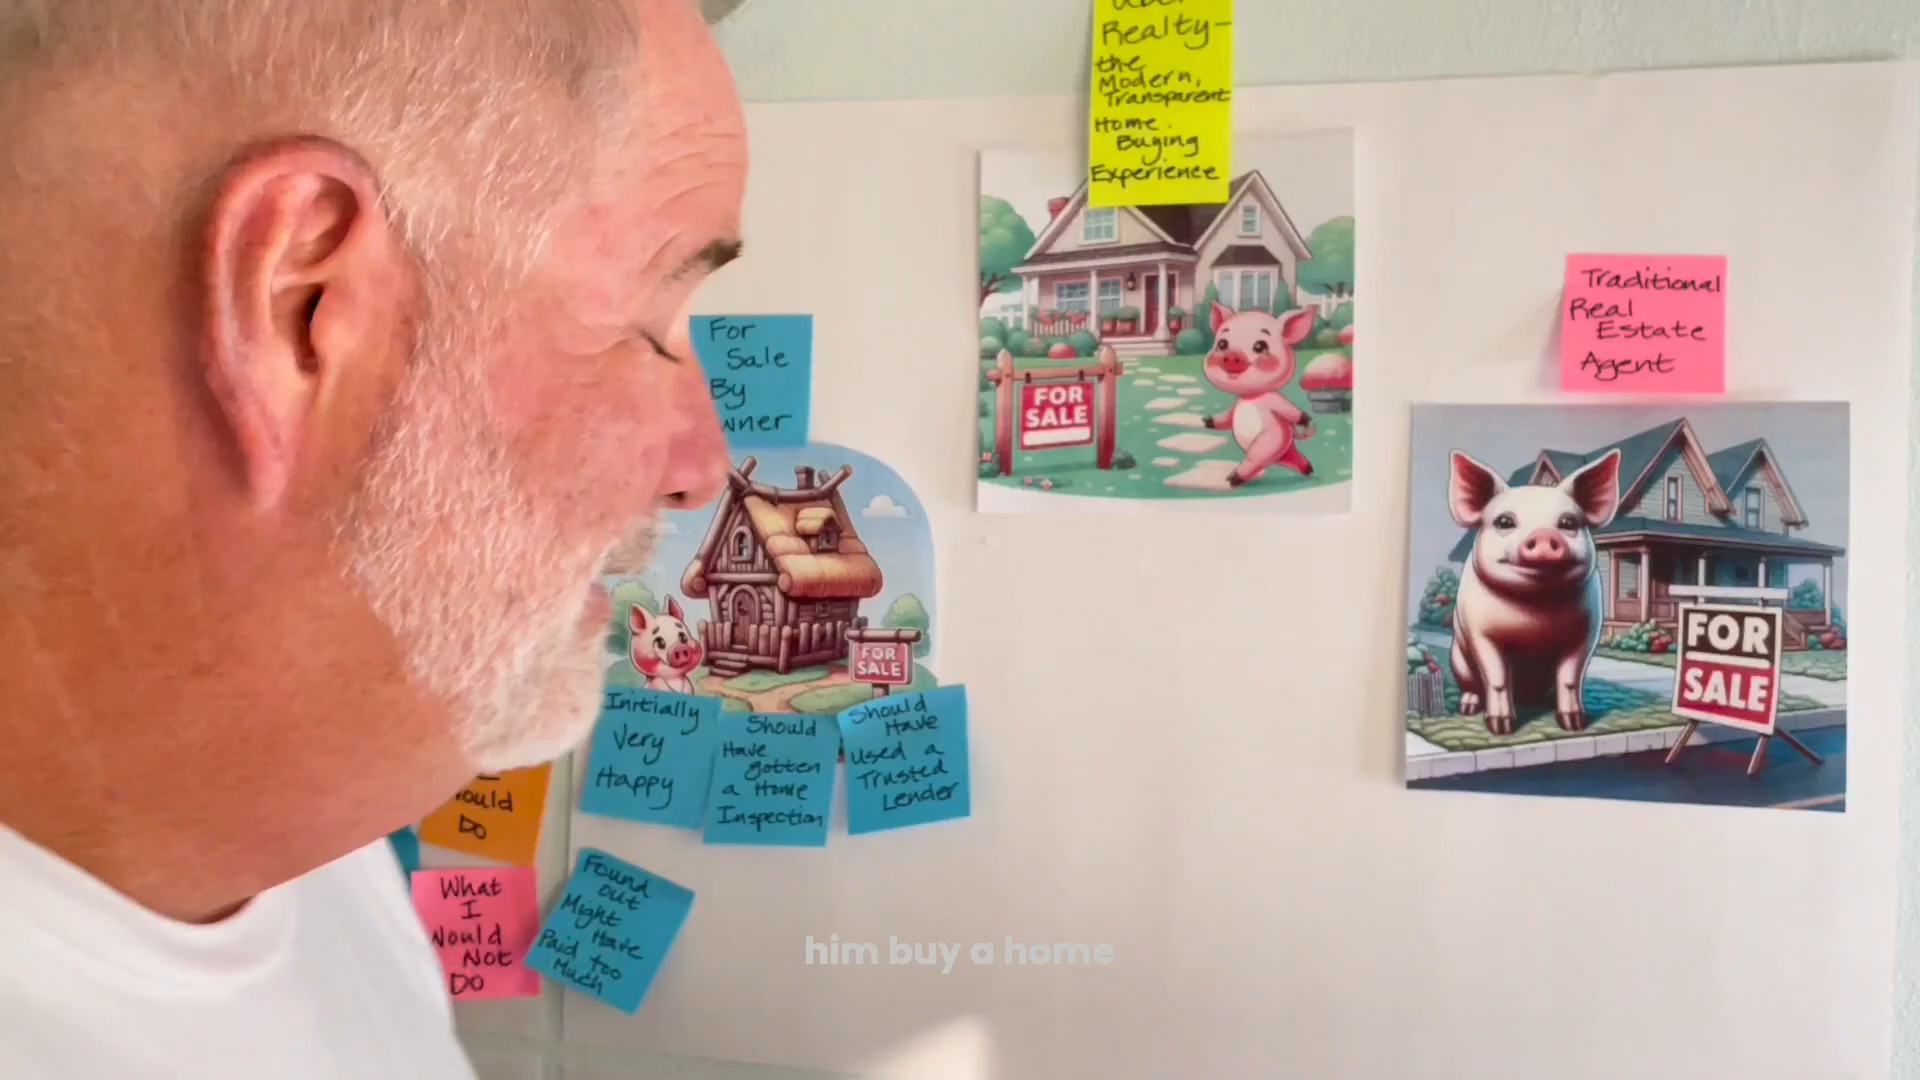 Realty-
the
Modern,
Transparent
Home
Buying
Experience
Traditional
Real
Estate
Agent
For
Sale
By
wner
FOR
SALE
FOR
SALE
FOR
SALE
Initially
Very
Happy
Should
Have
gotten
a Home
Inspection
Should
Have
used a
Trusted
Lender
ould
Do
What
I
Would
Not
DO
Found
out
Might
Have
Paid too
Much
him buy a home